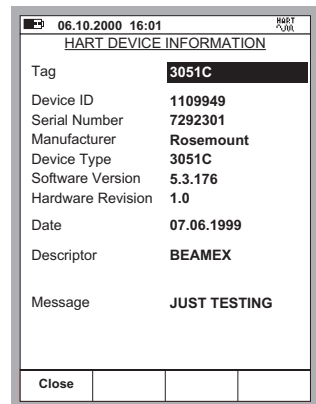 06.10.2000 16:01 HART
HART DEVICE INFORMATION
Tag 3051C
Device ID 1109949
Serial Number 7292301
Manufacturer Rosemount
Device Type 3051C
Software Version 5.3.176
Hardware Revision 1.0
Date 07.06.1999
Descriptor BEAMEX
Message JUST TESTING
Close